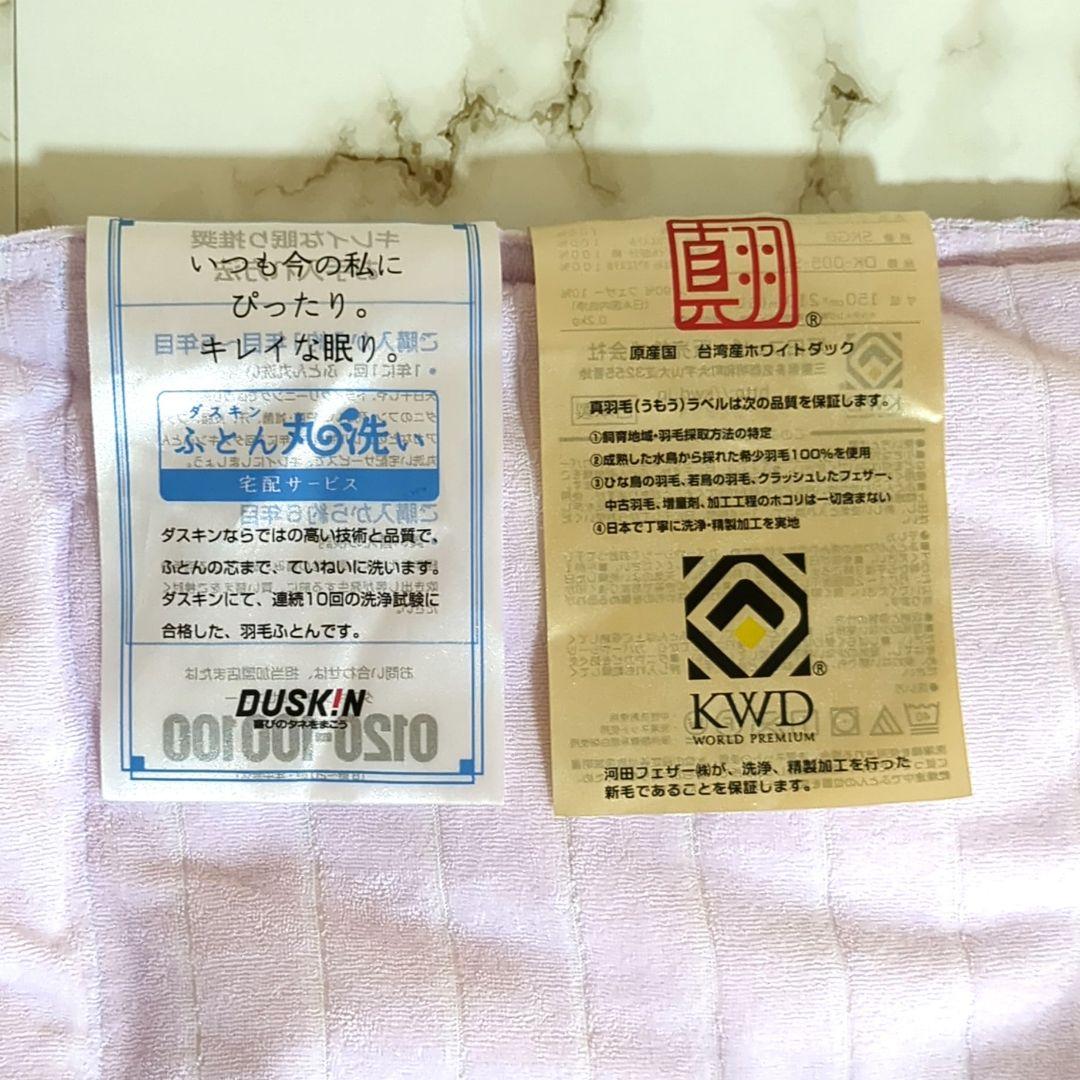 いつも今の私に
ぴったり。
キレイな眠り。
ダスキン
ふとん丸洗い
宅配サービス
ダスキンならではの高い技術と品質で、
ふとんの芯まで、ていねいに洗います。
ダスキンにて、連続10回の洗浄試験に
合格した、羽毛ふとんです。
DUSKIN
喜びのタネをまこう
真羽
®
原産国 台湾産ホワイトダック
真羽毛(うもう)ラベルは次の品質を保証します。
①飼育地域・羽毛採取方法の特定
②成熟した水鳥から採れた希少羽毛100%を使用
③ひな鳥の羽毛、若鳥の羽毛、クラッシュしたフェザー、
中古羽毛、増量剤、加工工程のホコリは一切含まない
④日本で丁寧に洗浄・精製加工を実地
®
KWD
WORLD PREMIUM
河田フェザー㈱が、洗浄、精製加工を行った
新毛であることを保証します。